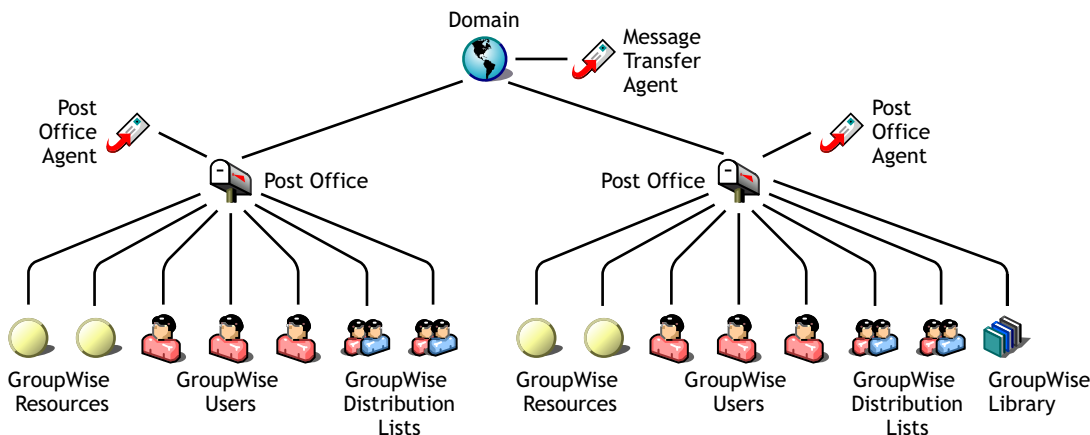 Domain
Message
Transfer
Agent
Post
Office
Agent
Post
Office
Agent
Post Office
Post Office
GroupWise
Resources
GroupWise
Users
GroupWise
Distribution
Lists
GroupWise
Resources
GroupWise
Users
GroupWise
Distribution
Lists
GroupWise
Library